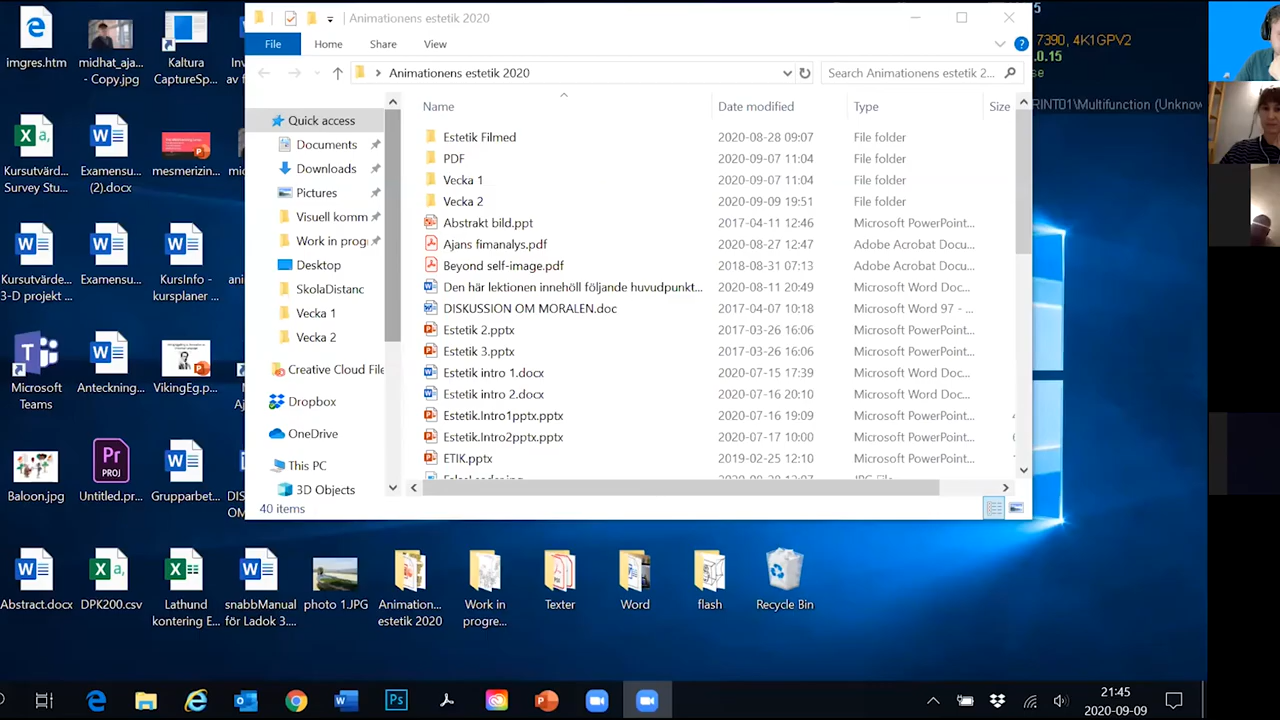 Animationens estetik 2020
File
Home
Share
View
Animationens estetik 2020
Search Animationens estetik 2...
Name
Date modified
Type
Size
Quick access
Documents
Downloads
Pictures
Visuell komm
Work in prog
Desktop
SkolaDistanc
Vecka 1
Vecka 2
Creative Cloud File
Dropbox
OneDrive
This PC
3D Objects
Estetik Filmed 2020-08-28 09:07 File folder
PDF 2020-09-07 11:04 File folder
Vecka 1 2020-09-07 11:04 File folder
Vecka 2 2020-09-09 19:51 File folder
Abstrakt bild.ppt 2017-04-11 12:46 Microsoft PowerPoint...
Ajans fimanalys.pdf 2020-08-27 12:47 Adobe Acrobat Docu...
Beyond self-image.pdf 2018-08-31 07:13 Adobe Acrobat Docu...
Den här lektionen innehöll följande huvudpunkt... 2020-08-11 20:49 Microsoft Word Doc...
DISKUSSION OM MORALEN.doc 2017-04-07 10:18 Microsoft Word 97 - ...
Estetik 2.pptx 2017-03-26 16:06 Microsoft PowerPoint...
Estetik 3.pptx 2017-03-26 16:06 Microsoft PowerPoint...
Estetik intro 1.docx 2020-07-15 17:39 Microsoft Word Doc...
Estetik intro 2.docx 2020-07-16 20:10 Microsoft Word Doc...
Estetik.Intro1pptx.pptx 2020-07-16 19:09 Microsoft PowerPoint...
Estetik.Intro2pptx.pptx 2020-07-17 10:00 Microsoft PowerPoint...
ETIK.pptx 2019-02-25 12:10 Microsoft PowerPoint...
40 items
7390, 4K1GPV2
.0.15
RINT01\Multifunction (Unknow
imgres.htm
midhat_aja...
- Copy.jpg
Kaltura
CaptureSp...
Kursutvärd...
Survey Stu...
Examensu...
(2).docx
mesmerizin...
Kursutvärd...
3-D projekt
Examensu...
KursInfo -
kursplaner
Microsoft
Teams
Anteckning...
VikingEg.p...
Baloon.jpg
Untitled.pr...
Grupparbet...
Abstract.docx
DPK200.csv
Lathund
kontering E...
snabbManual
för Ladok 3....
photo 1.JPG
Animation...
estetik 2020
Work in
progre...
Texter
Word
flash
Recycle Bin
21:45
2020-09-09